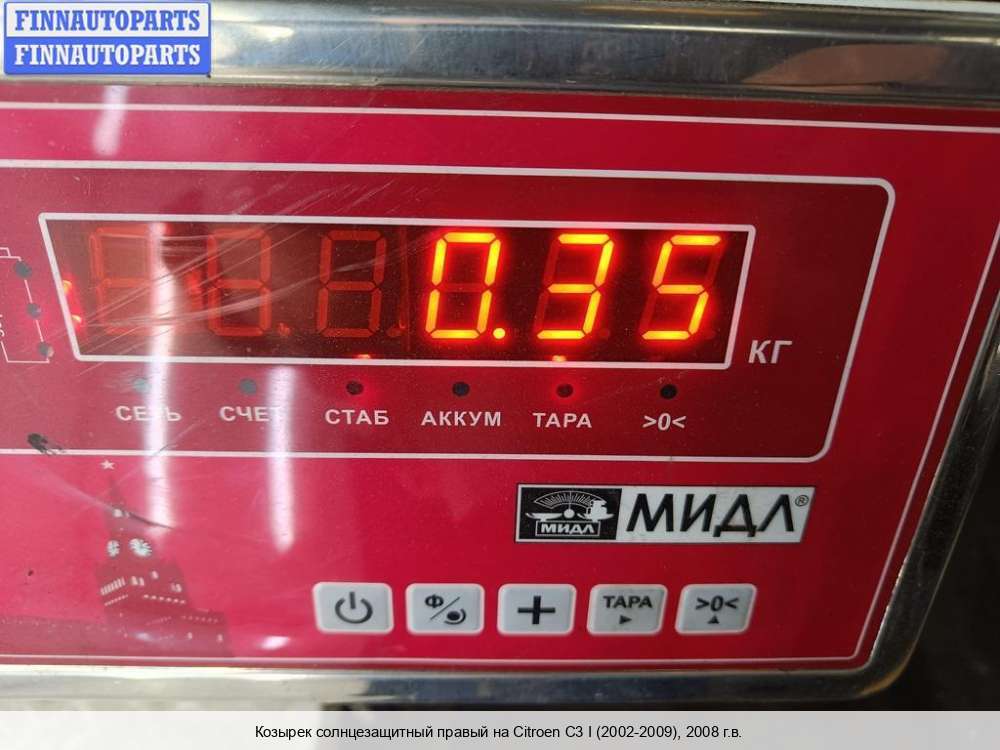 FINNAUTOPARTS
FINNAUTOPARTS
0.35
КГ
СЕТЬ СЧЕТ СТАБ АККУМ ТАРА >0<
МИДЛ МИДЛ®
Ф + ТАРА >0<
Козырек солнцезащитный правый на Citroen C3 I (2002-2009), 2008 г.в.